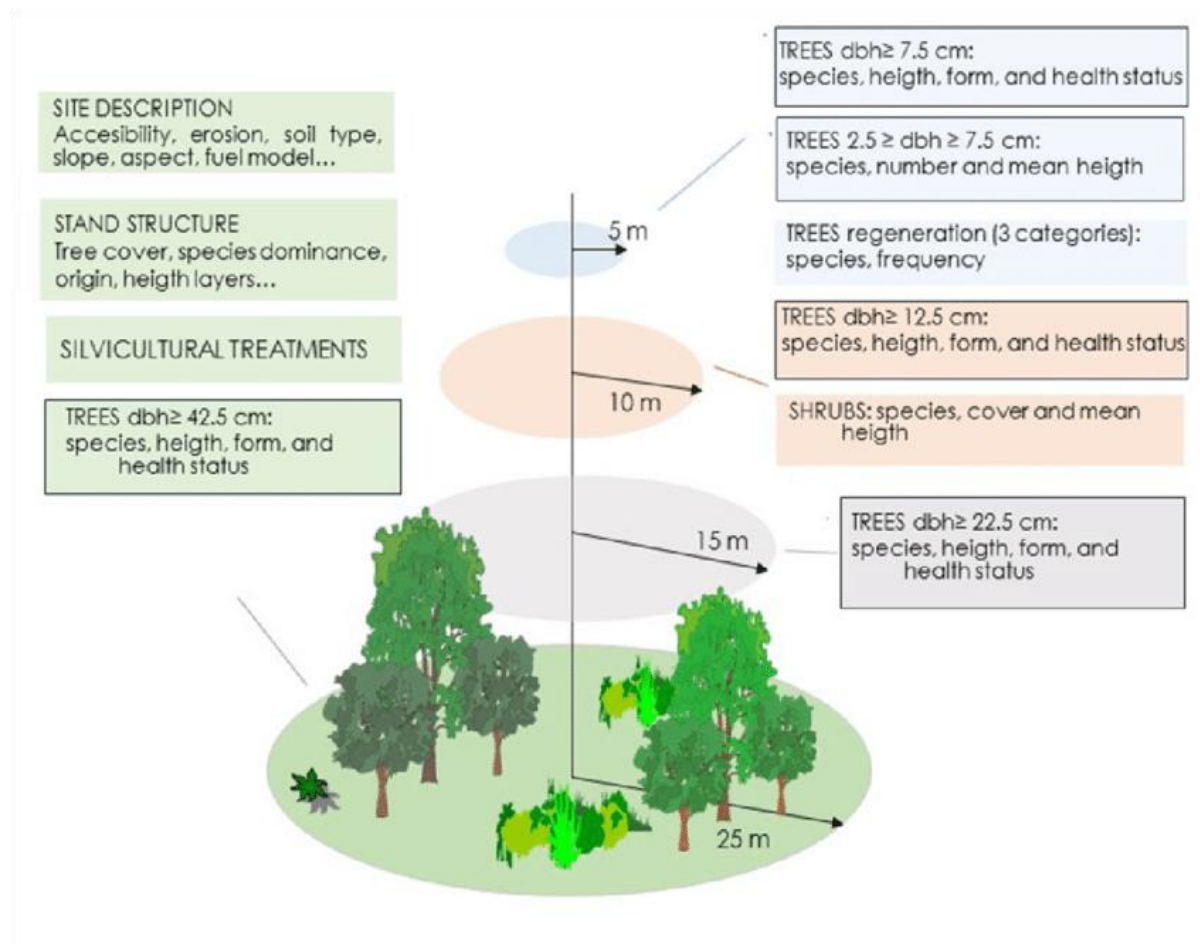 SITE DESCRIPTION
Accesibility, erosion, soil type,
slope, aspect, fuel model...
STAND STRUCTURE
Tree cover, species dominance,
origin, heigth layers...
SILVICULTURAL TREATMENTS
TREES dbh≥ 42.5 cm:
species, heigth, form, and
health status
TREES dbh≥ 7.5 cm:
species, heigth, form, and health status
TREES 2.5 ≥ dbh ≥ 7.5 cm:
species, number and mean heigth
TREES regeneration (3 categories):
species, frequency
TREES dbh≥ 12.5 cm:
species, heigth, form, and health status
SHRUBS: species, cover and mean
heigth
TREES dbh≥ 22.5 cm:
species, heigth, form, and
health status
5 m
10 m
15 m
25 m